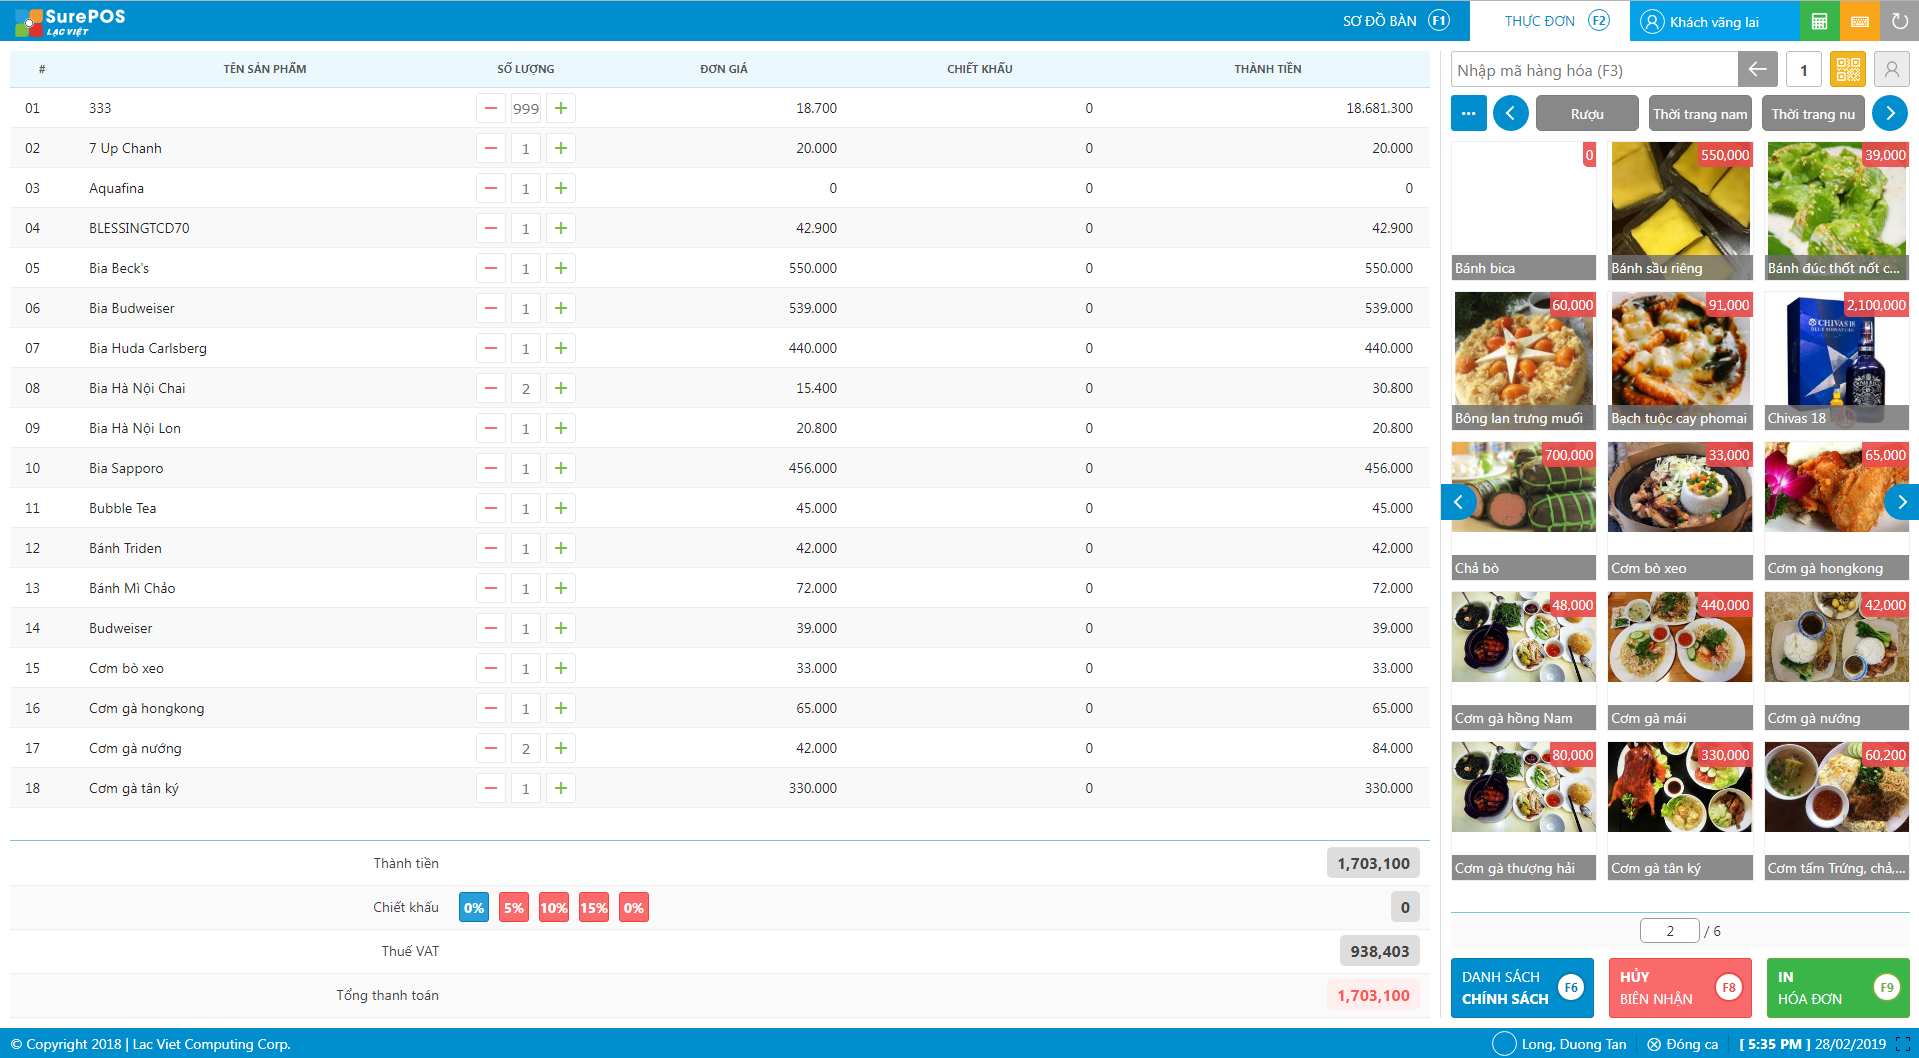 SurePOS
LẠC VIỆT
SƠ ĐỒ BÀN F1
THỰC ĐƠN F2
Khách vãng lai
# TÊN SẢN PHẨM SỐ LƯỢNG ĐƠN GIÁ CHIẾT KHẤU THÀNH TIỀN
01 333 999 18.700 0 18.681.300
02 7 Up Chanh 1 20.000 0 20.000
03 Aquafina 1 0 0 0
04 BLESSINGTCD70 1 42.900 0 42.900
05 Bia Beck's 1 550.000 0 550.000
06 Bia Budweiser 1 539.000 0 539.000
07 Bia Huda Carlsberg 1 440.000 0 440.000
08 Bia Hà Nội Chai 2 15.400 0 30.800
09 Bia Hà Nội Lon 1 20.800 0 20.800
10 Bia Sapporo 1 456.000 0 456.000
11 Bubble Tea 1 45.000 0 45.000
12 Bánh Triden 1 42.000 0 42.000
13 Bánh Mì Chảo 1 72.000 0 72.000
14 Budweiser 1 39.000 0 39.000
15 Cơm bò xeo 1 33.000 0 33.000
16 Cơm gà hongkong 1 65.000 0 65.000
17 Cơm gà nướng 2 42.000 0 84.000
18 Cơm gà tân ký 1 330.000 0 330.000
Thành tiền 1,703,100
Chiết khấu 0% 5% 10% 15% 0% 0
Thuế VAT 938,403
Tổng thanh toán 1,703,100
Nhập mã hàng hóa (F3) 1
... Rượu Thời trang nam Thời trang nu
0 550,000 39,000
Bánh bica Bánh sầu riêng Bánh đúc thốt nốt c...
60,000 91,000 2,100,000
CHIVAS 18
Bông lan trưng muối Bạch tuộc cay phomai Chivas 18
700,000 33,000 65,000
Chả bò Cơm bò xeo Cơm gà hongkong
48,000 440,000 42,000
Cơm gà hồng Nam Cơm gà mái Cơm gà nướng
80,000 330,000 60,200
Cơm gà thượng hải Cơm gà tân ký Cơm tấm Trứng, chả,...
2 / 6
DANH SÁCH
CHÍNH SÁCH F6
HỦY
BIÊN NHẬN F8
IN
HÓA ĐƠN F9
© Copyright 2018 | Lac Viet Computing Corp.
Long, Duong Tan Đóng ca [ 5:35 PM ] 28/02/2019